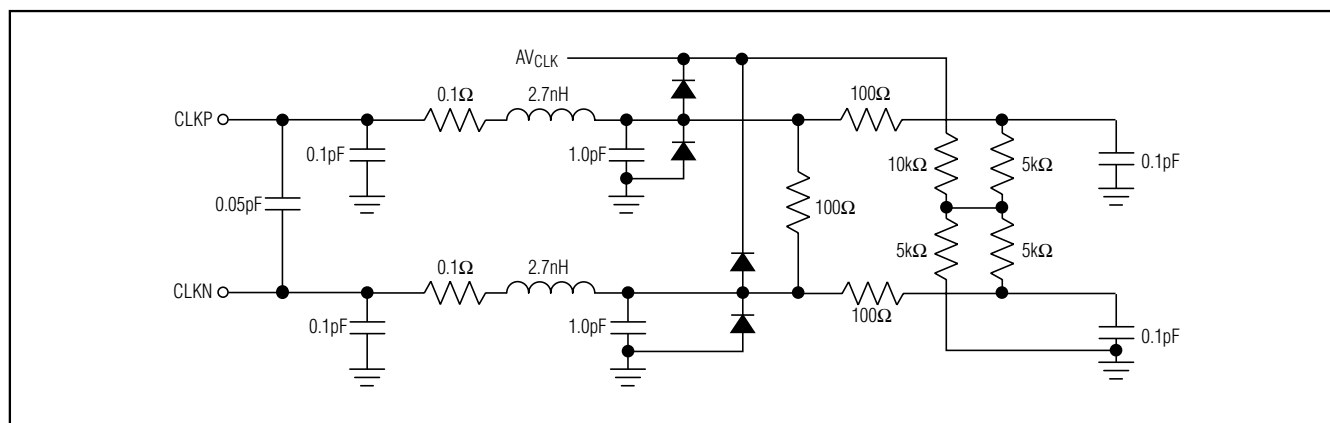 AVCLK
0.1Ω
2.7nH
100Ω
CLKP
0.1pF
1.0pF
10kΩ
5kΩ
0.1pF
0.05pF
100Ω
0.1Ω
2.7nH
5kΩ
5kΩ
CLKN
0.1pF
1.0pF
100Ω
0.1pF